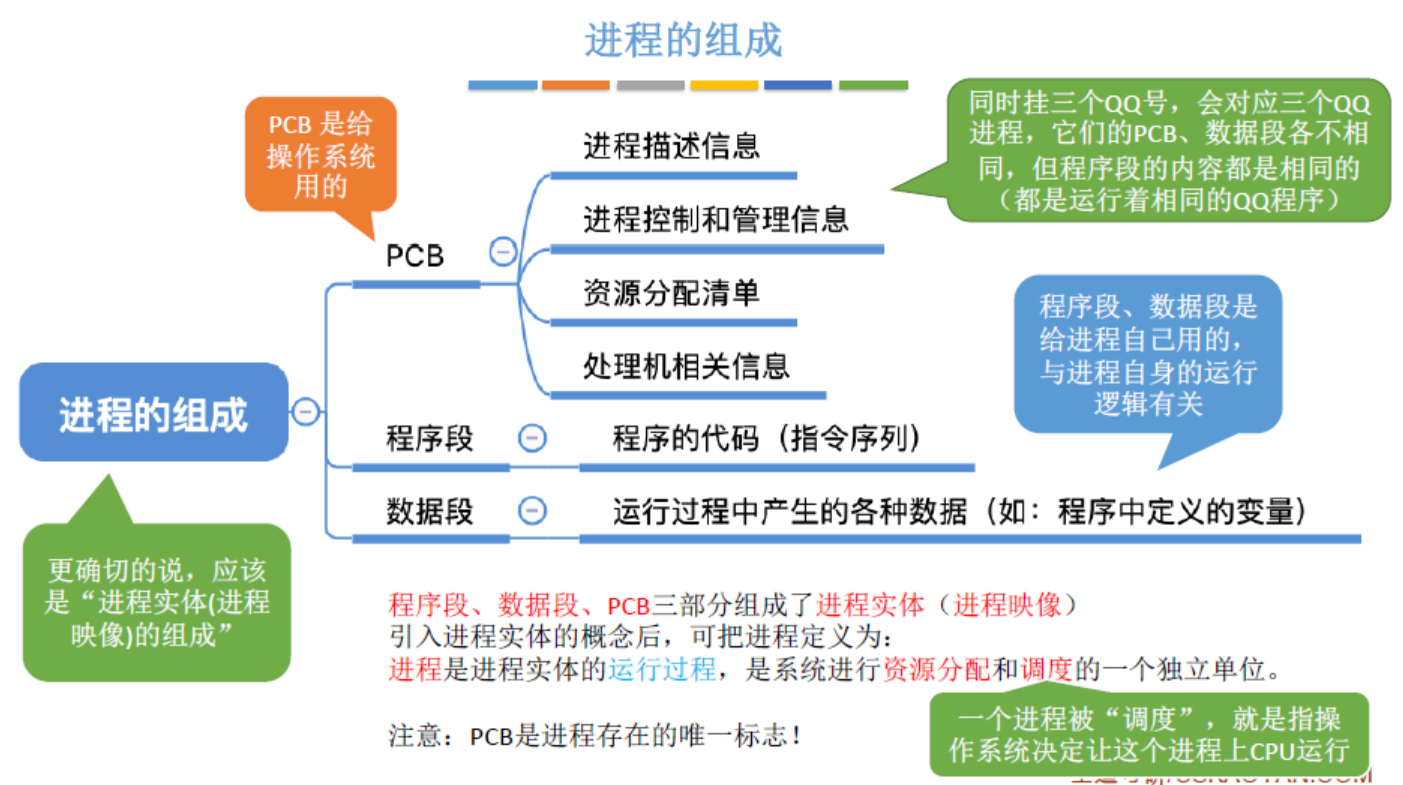 进程的组成
PCB 是给
操作系统
用的
同时挂三个QQ号，会对应三个QQ
进程，它们的PCB、数据段各不相
同，但程序段的内容都是相同的
（都是运行着相同的QQ程序）
进程描述信息
进程控制和管理信息
PCB
资源分配清单
处理机相关信息
程序段、数据段是
给进程自己用的，
与进程自身的运行
逻辑有关
进程的组成
程序段
程序的代码（指令序列）
数据段
运行过程中产生的各种数据（如：程序中定义的变量）
更确切的说，应该
是“进程实体(进程
映像)的组成”
程序段、数据段、PCB三部分组成了进程实体（进程映像）
引入进程实体的概念后，可把进程定义为：
进程是进程实体的运行过程，是系统进行资源分配和调度的一个独立单位。
一个进程被“调度”，就是指操
作系统决定让这个进程上CPU运行
注意：PCB是进程存在的唯一标志！